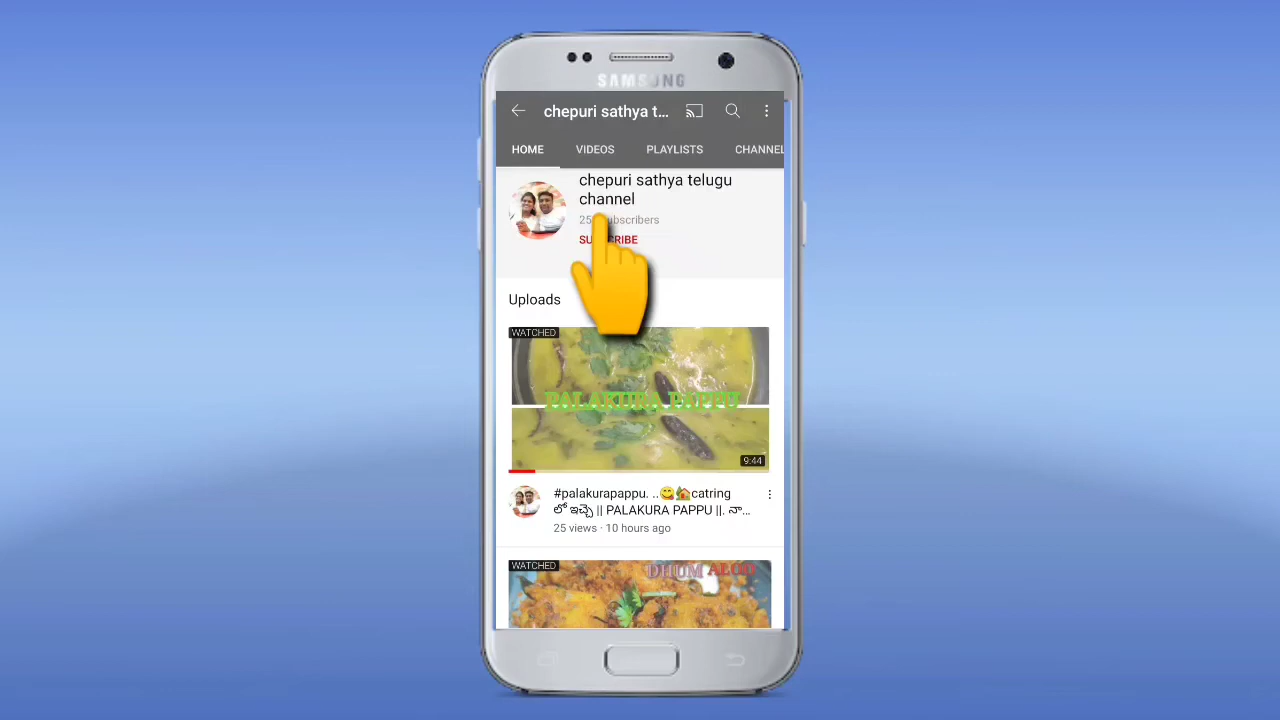 SAMSUNG
chepuri sathya t...
HOME VIDEOS PLAYLISTS CHANNEL
chepuri sathya telugu
channel
SUBSCRIBE
Uploads
WATCHED
PALAKURA PAPPU
9:44
#palakurapappu. ..😋🏡catring
లో ఇచ్చె || PALAKURA PAPPU ||. నా...
25 views · 10 hours ago
WATCHED
DHUM ALOO